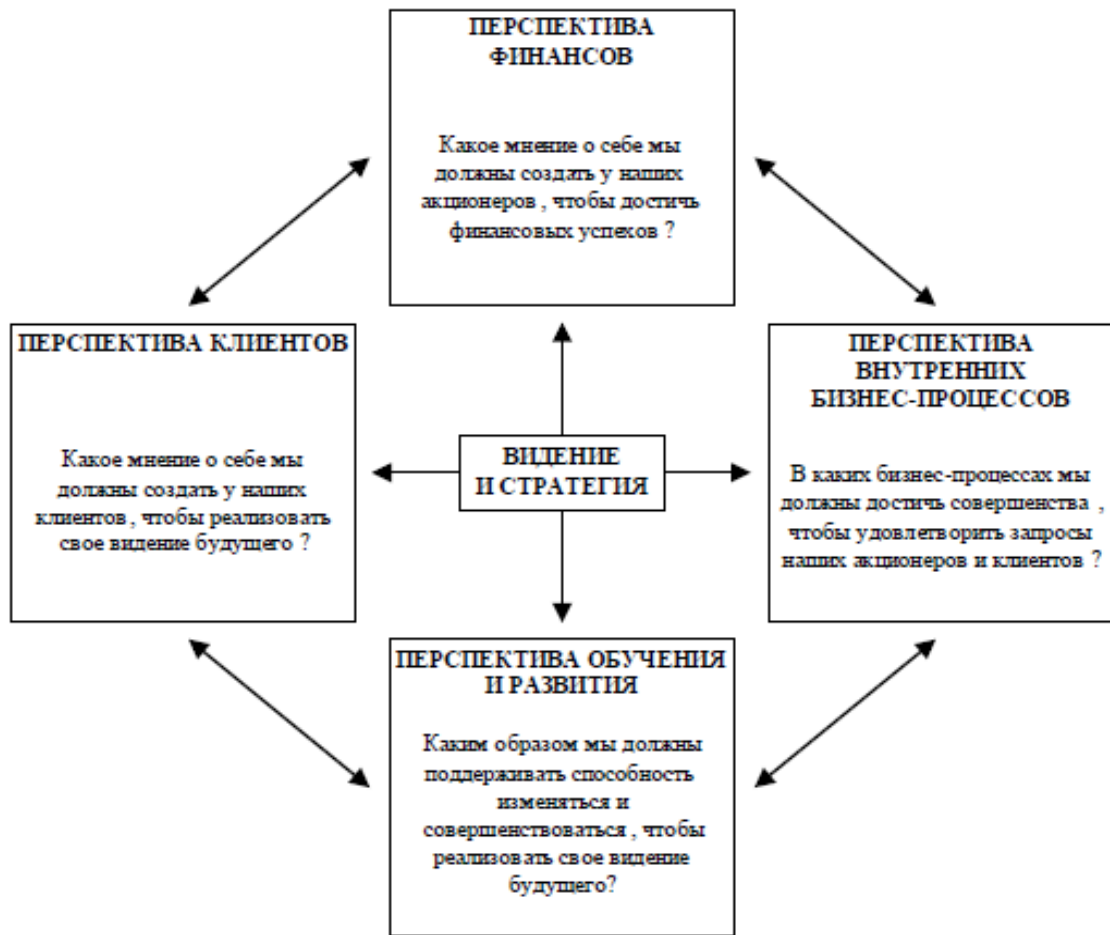 ПЕРСПЕКТИВА
ФИНАНСОВ
Какое мнение о себе мы
должны создать у наших
акционеров , чтобы достичь
финансовых успехов ?
ПЕРСПЕКТИВА КЛИЕНТОВ
Какое мнение о себе мы
должны создать у наших
клиентов , чтобы реализовать
свое видение будущего ?
ВИДЕНИЕ
И СТРАТЕГИЯ
ПЕРСПЕКТИВА
ВНУТРЕННИХ
БИЗНЕС-ПРОЦЕССОВ
В каких бизнес-процессах мы
должны достичь совершенства ,
чтобы удовлетворить запросы
наших акционеров и клиентов ?
ПЕРСПЕКТИВА ОБУЧЕНИЯ
И РАЗВИТИЯ
Каким образом мы должны
поддерживать способность
изменяться и
совершенствоваться , чтобы
реализовать свое видение
будущего?